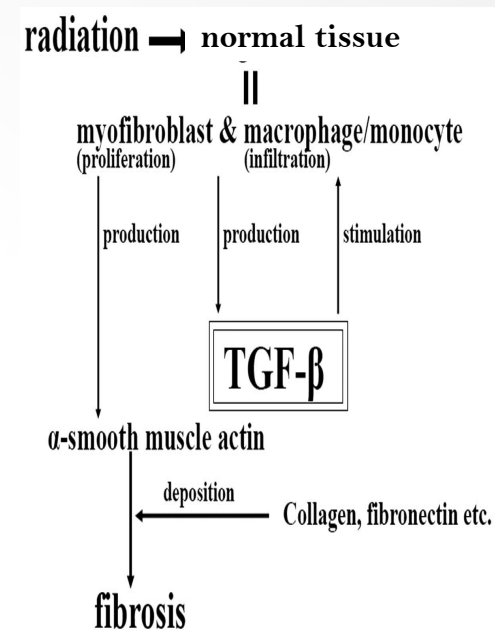 radiation normal tissue
myofibroblast & macrophage/monocyte
(proliferation) (infiltration)
production production stimulation
TGF-β
α-smooth muscle actin
deposition
Collagen, fibronectin etc.
fibrosis